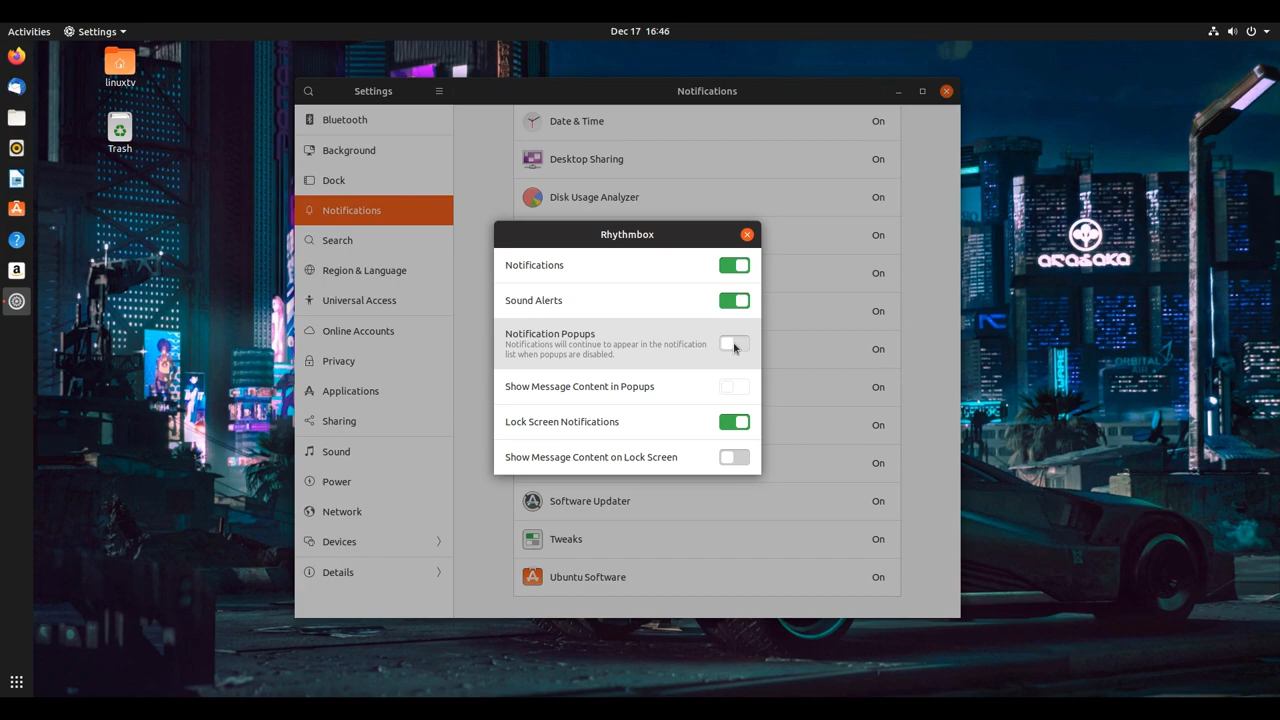 Activities
Settings
Dec 17 16:46
linuxtv
Trash
Settings
Notifications
Bluetooth
Background
Dock
Notifications
Search
Region & Language
Universal Access
Online Accounts
Privacy
Applications
Sharing
Sound
Power
Network
Devices
Details
Date & Time
On
Desktop Sharing
On
Disk Usage Analyzer
On
On
On
On
On
On
On
On
Software Updater
On
Tweaks
On
Ubuntu Software
On
Rhythmbox
Notifications
Sound Alerts
Notification Popups
Notifications will continue to appear in the notification
list when popups are disabled.
Show Message Content in Popups
Lock Screen Notifications
Show Message Content on Lock Screen
arasaka